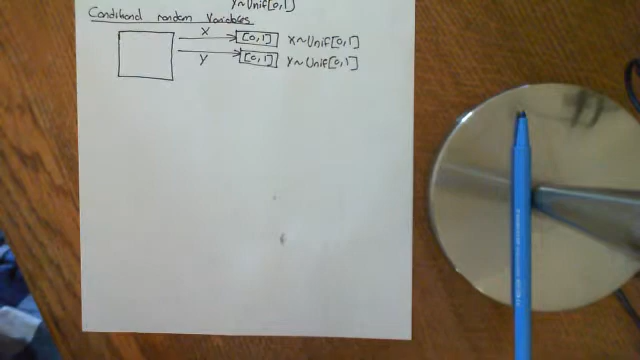 Y~Unif[0,1]
Conditional random Variables
X [0,1] X~Unif[0,1]
Y [0,1] Y~Unif[0,1]